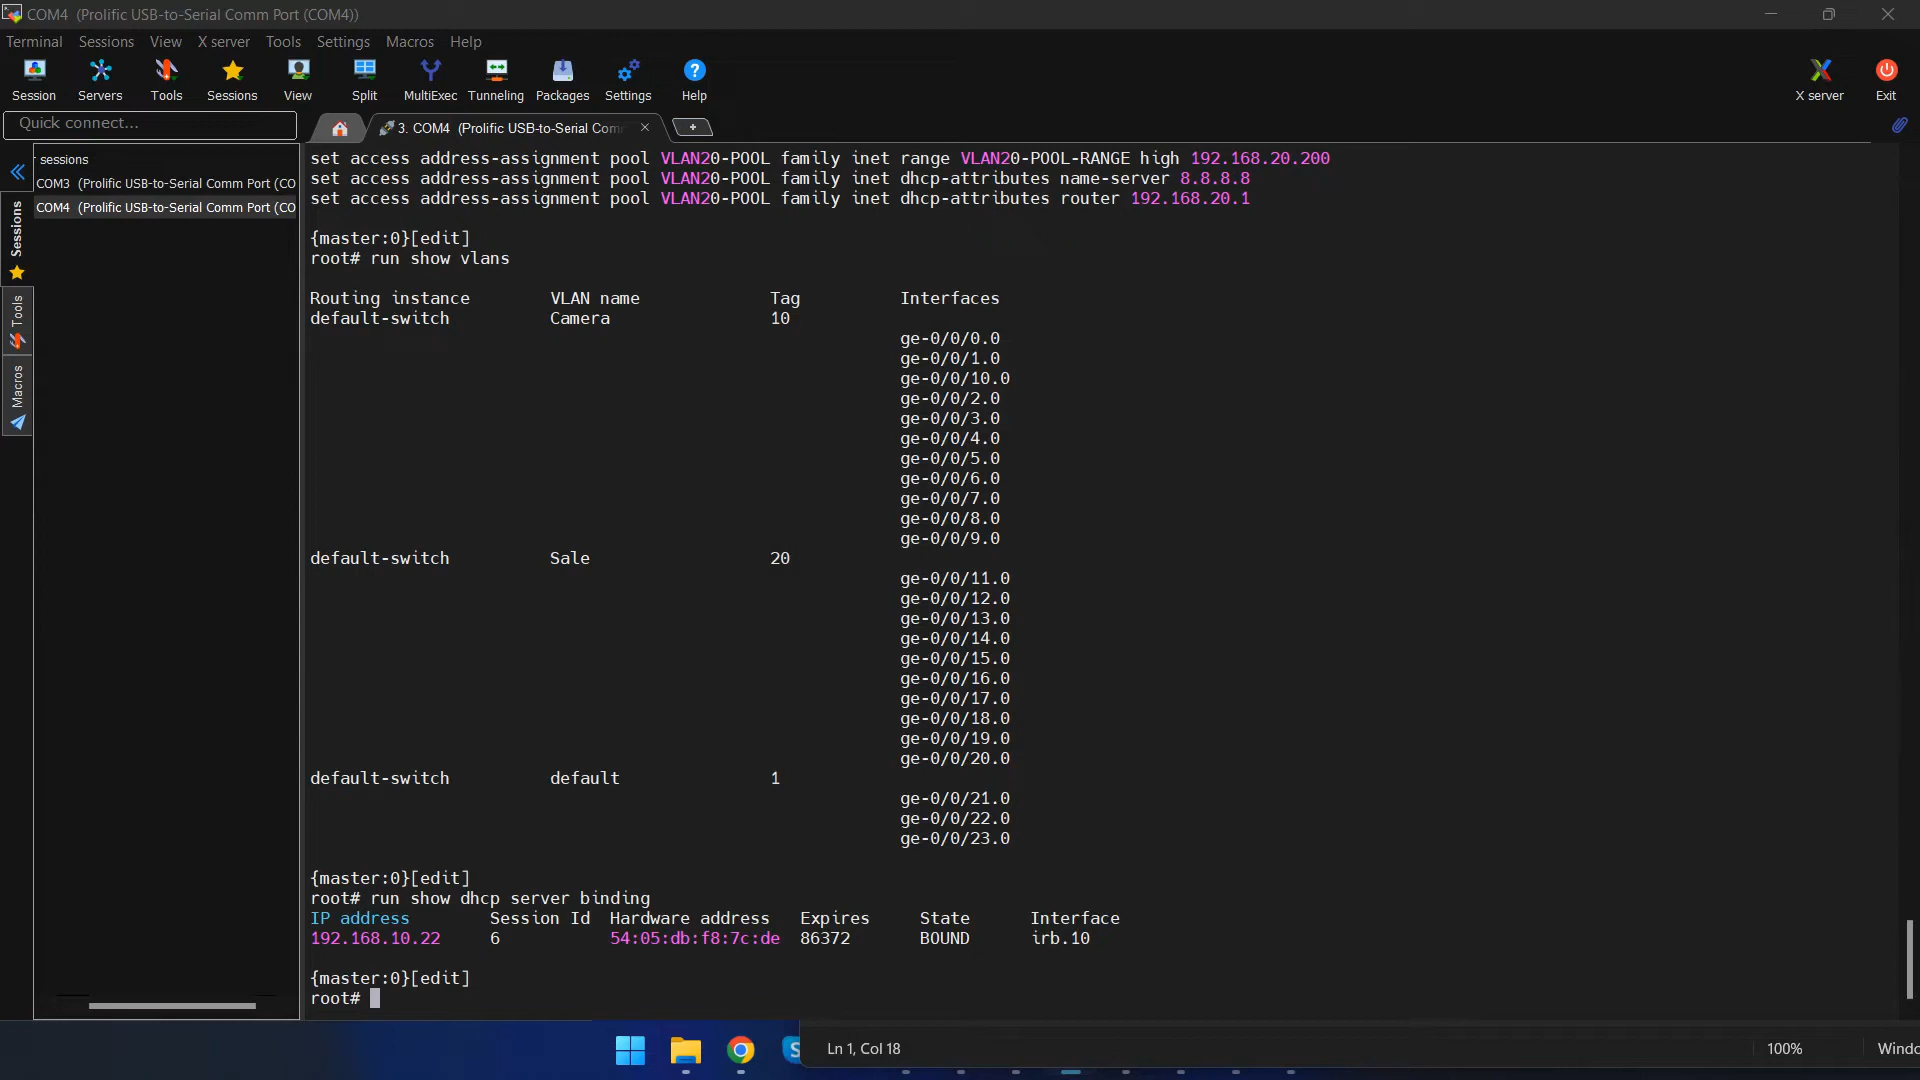 COM4 (Prolific USB-to-Serial Comm Port (COM4))
Terminal Sessions View X server Tools Settings Macros Help
Session Servers Tools Sessions View Split MultiExec Tunneling Packages Settings Help X server Exit
Quick connect...
3. COM4 (Prolific USB-to-Serial Com
sessions
COM3 (Prolific USB-to-Serial Comm Port (CO
COM4 (Prolific USB-to-Serial Comm Port (CO
Sessions
Tools
Macros
set access address-assignment pool VLAN20-POOL family inet range VLAN20-POOL-RANGE high 192.168.20.200
set access address-assignment pool VLAN20-POOL family inet dhcp-attributes name-server 8.8.8.8
set access address-assignment pool VLAN20-POOL family inet dhcp-attributes router 192.168.20.1
{master:0}[edit]
root# run show vlans
Routing instance VLAN name Tag Interfaces
default-switch Camera 10
ge-0/0/0.0
ge-0/0/1.0
ge-0/0/10.0
ge-0/0/2.0
ge-0/0/3.0
ge-0/0/4.0
ge-0/0/5.0
ge-0/0/6.0
ge-0/0/7.0
ge-0/0/8.0
ge-0/0/9.0
default-switch Sale 20
ge-0/0/11.0
ge-0/0/12.0
ge-0/0/13.0
ge-0/0/14.0
ge-0/0/15.0
ge-0/0/16.0
ge-0/0/17.0
ge-0/0/18.0
ge-0/0/19.0
ge-0/0/20.0
default-switch default 1
ge-0/0/21.0
ge-0/0/22.0
ge-0/0/23.0
{master:0}[edit]
root# run show dhcp server binding
IP address Session Id Hardware address Expires State Interface
192.168.10.22 6 54:05:db:f8:7c:de 86372 BOUND irb.10
{master:0}[edit]
root#
Ln 1, Col 18 100% Windo